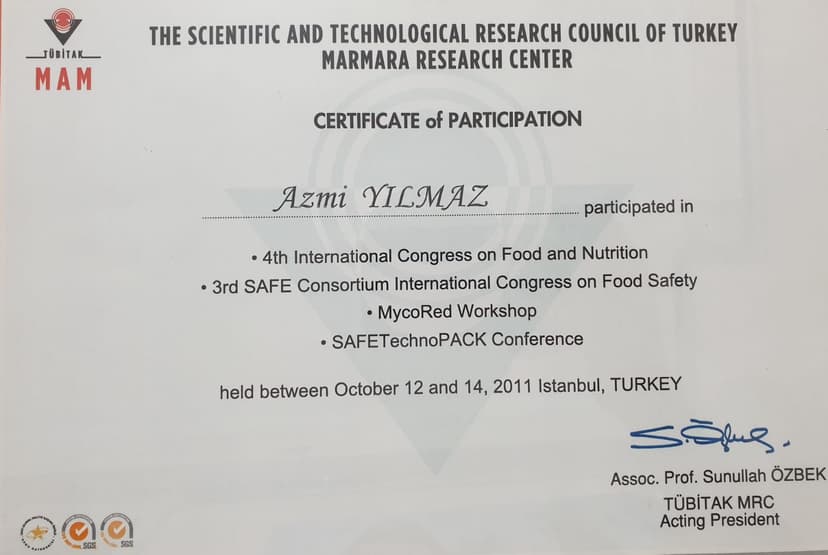 TÜBİTAK
MAM
THE SCIENTIFIC AND TECHNOLOGICAL RESEARCH COUNCIL OF TURKEY
MARMARA RESEARCH CENTER
CERTIFICATE of PARTICIPATION
Azmi YILMAZ participated in
• 4th International Congress on Food and Nutrition
• 3rd SAFE Consortium International Congress on Food Safety
• MycoRed Workshop
• SAFETechnoPACK Conference
held between October 12 and 14, 2011 Istanbul, TURKEY
Assoc. Prof. Sunullah ÖZBEK
TÜBİTAK MRC
Acting President
SGS
SGS